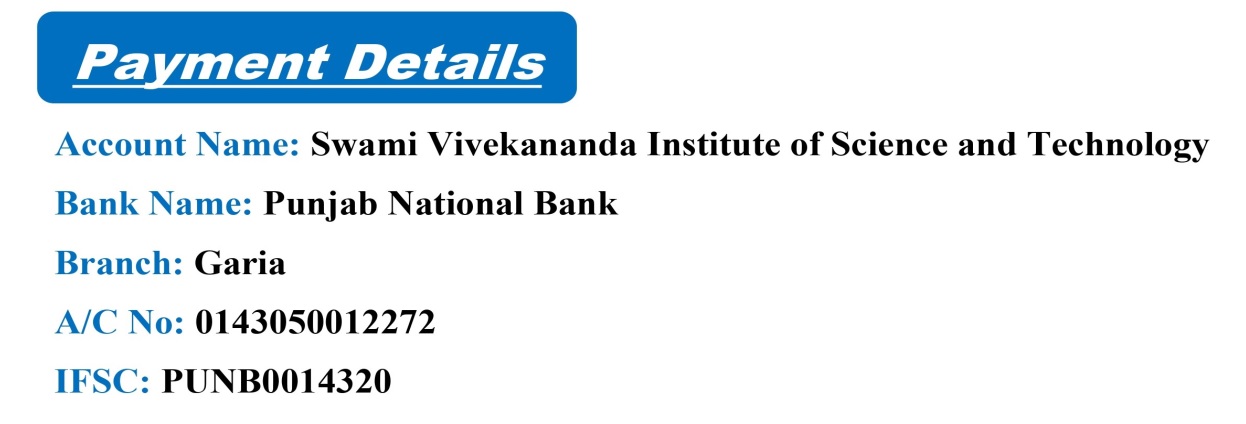 Payment Details
Account Name: Swami Vivekananda Institute of Science and Technology
Bank Name: Punjab National Bank
Branch: Garia
A/C No: 0143050012272
IFSC: PUNB0014320